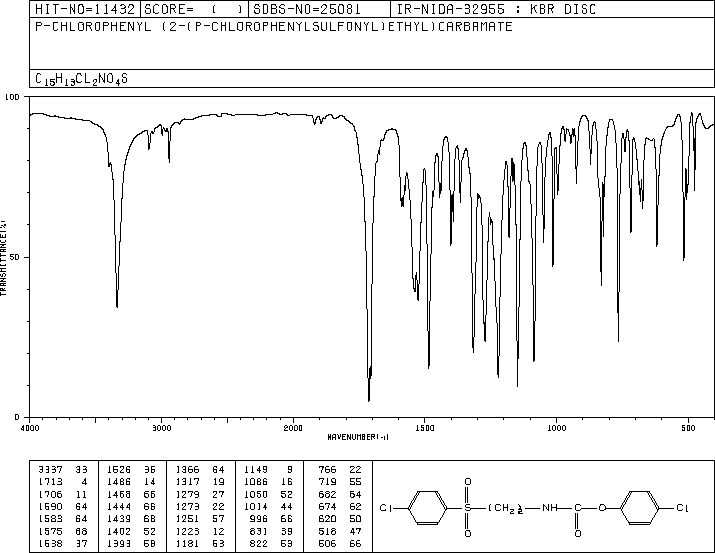 HIT-NO=11432 SCORE= ( ) SDBS-NO=25081 IR-NIDA-32955 : KBR DISC
P-CHLOROPHENYL (2-(P-CHLOROPHENYLSULFONYL)ETHYL)CARBAMATE
C15H13CL2NO4S
100
50
0
TRANSMITTANCE(%)
4000 3000 2000 1500 1000 500
WAVENUMBER(-1)
3337 33 1526 35 1366 64 1149 9 766 22
1713 4 1486 14 1317 19 1086 16 719 55
1706 11 1468 66 1279 27 1050 52 682 64
1590 64 1444 66 1273 22 1014 44 674 62
1583 64 1439 68 1251 57 996 66 620 50
1575 68 1402 52 1223 12 831 39 518 47
1538 37 1393 58 1181 53 822 53 506 66
O
Cl S (CH2)2 NH C O Cl
O O